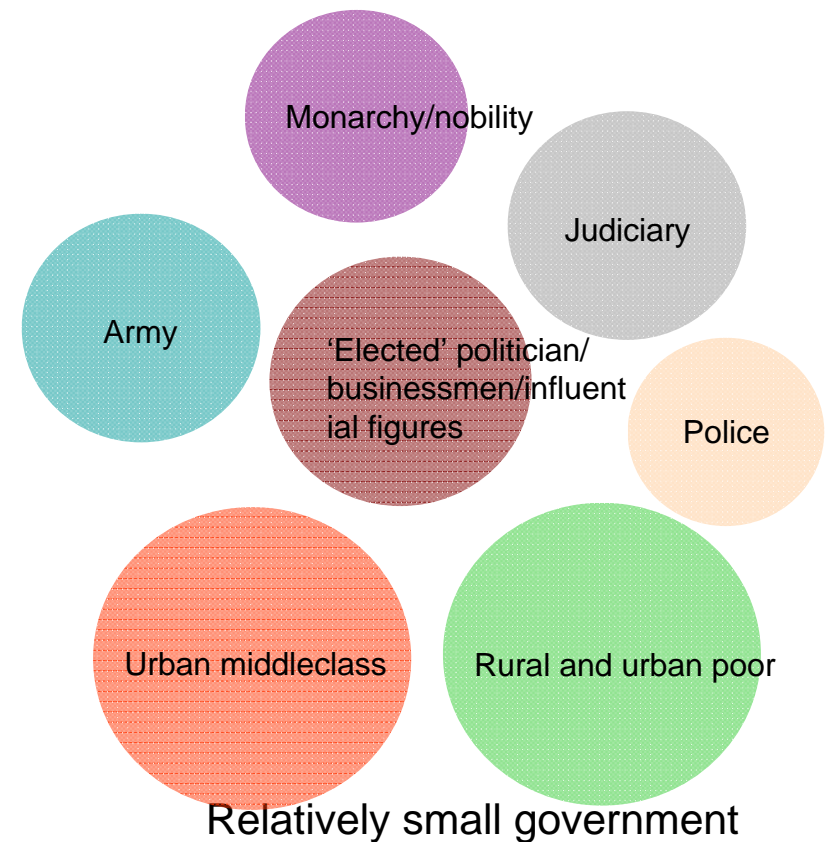 Monarchy/nobility
Judiciary
Army
‘Elected’ politician/
businessmen/influent
ial figures
Police
Urban middleclass
Rural and urban poor
Relatively small government